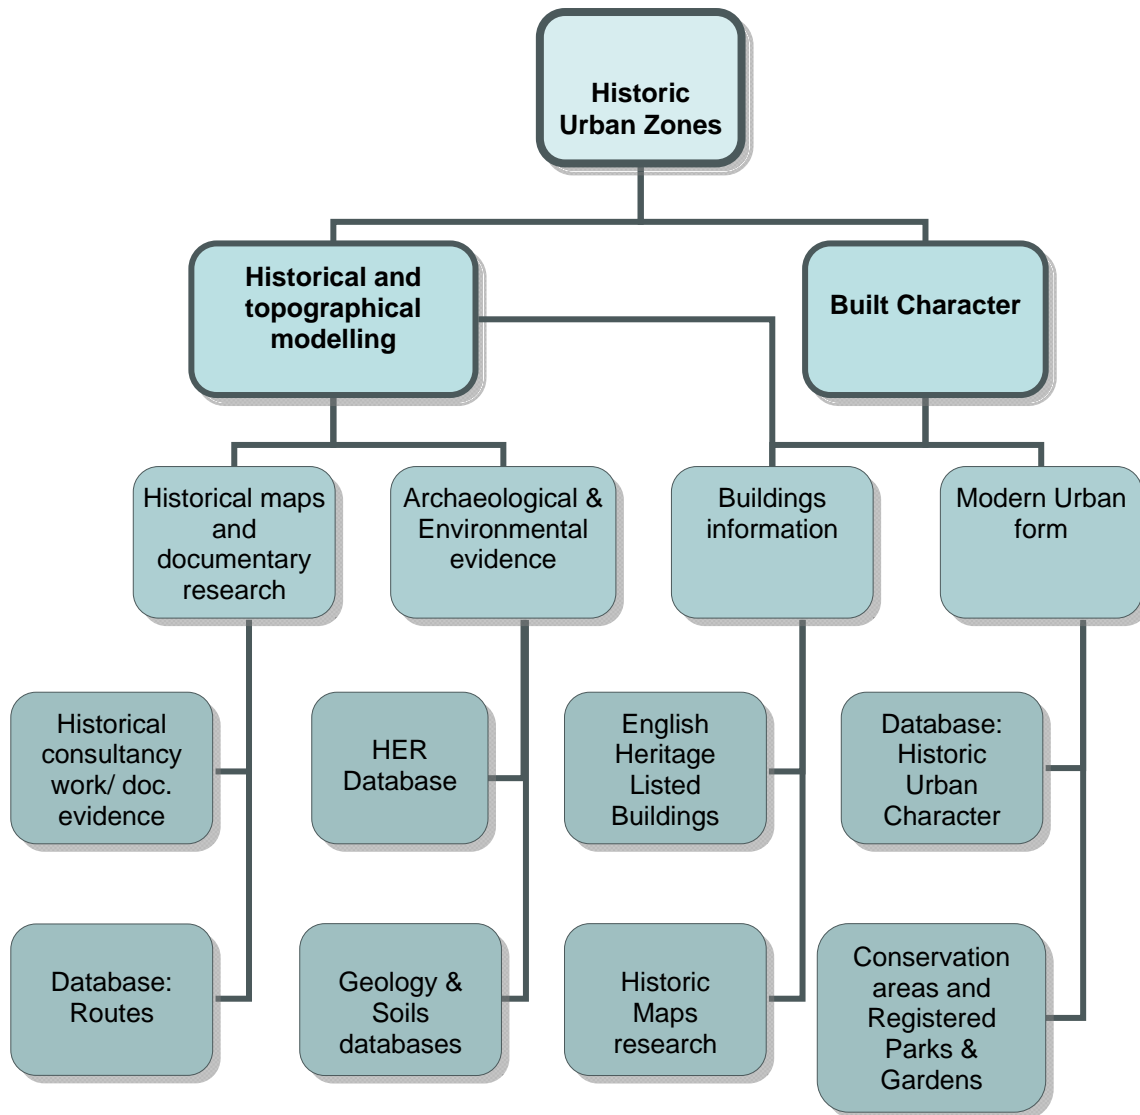 Historic
Urban Zones
Historical and
topographical
modelling
Built Character
Historical maps
and
documentary
research
Archaeological &
Environmental
evidence
Buildings
information
Modern Urban
form
Historical
consultancy
work/ doc.
evidence
HER
Database
English
Heritage
Listed
Buildings
Database:
Historic
Urban
Character
Database:
Routes
Geology &
Soils
databases
Historic
Maps
research
Conservation
areas and
Registered
Parks &
Gardens